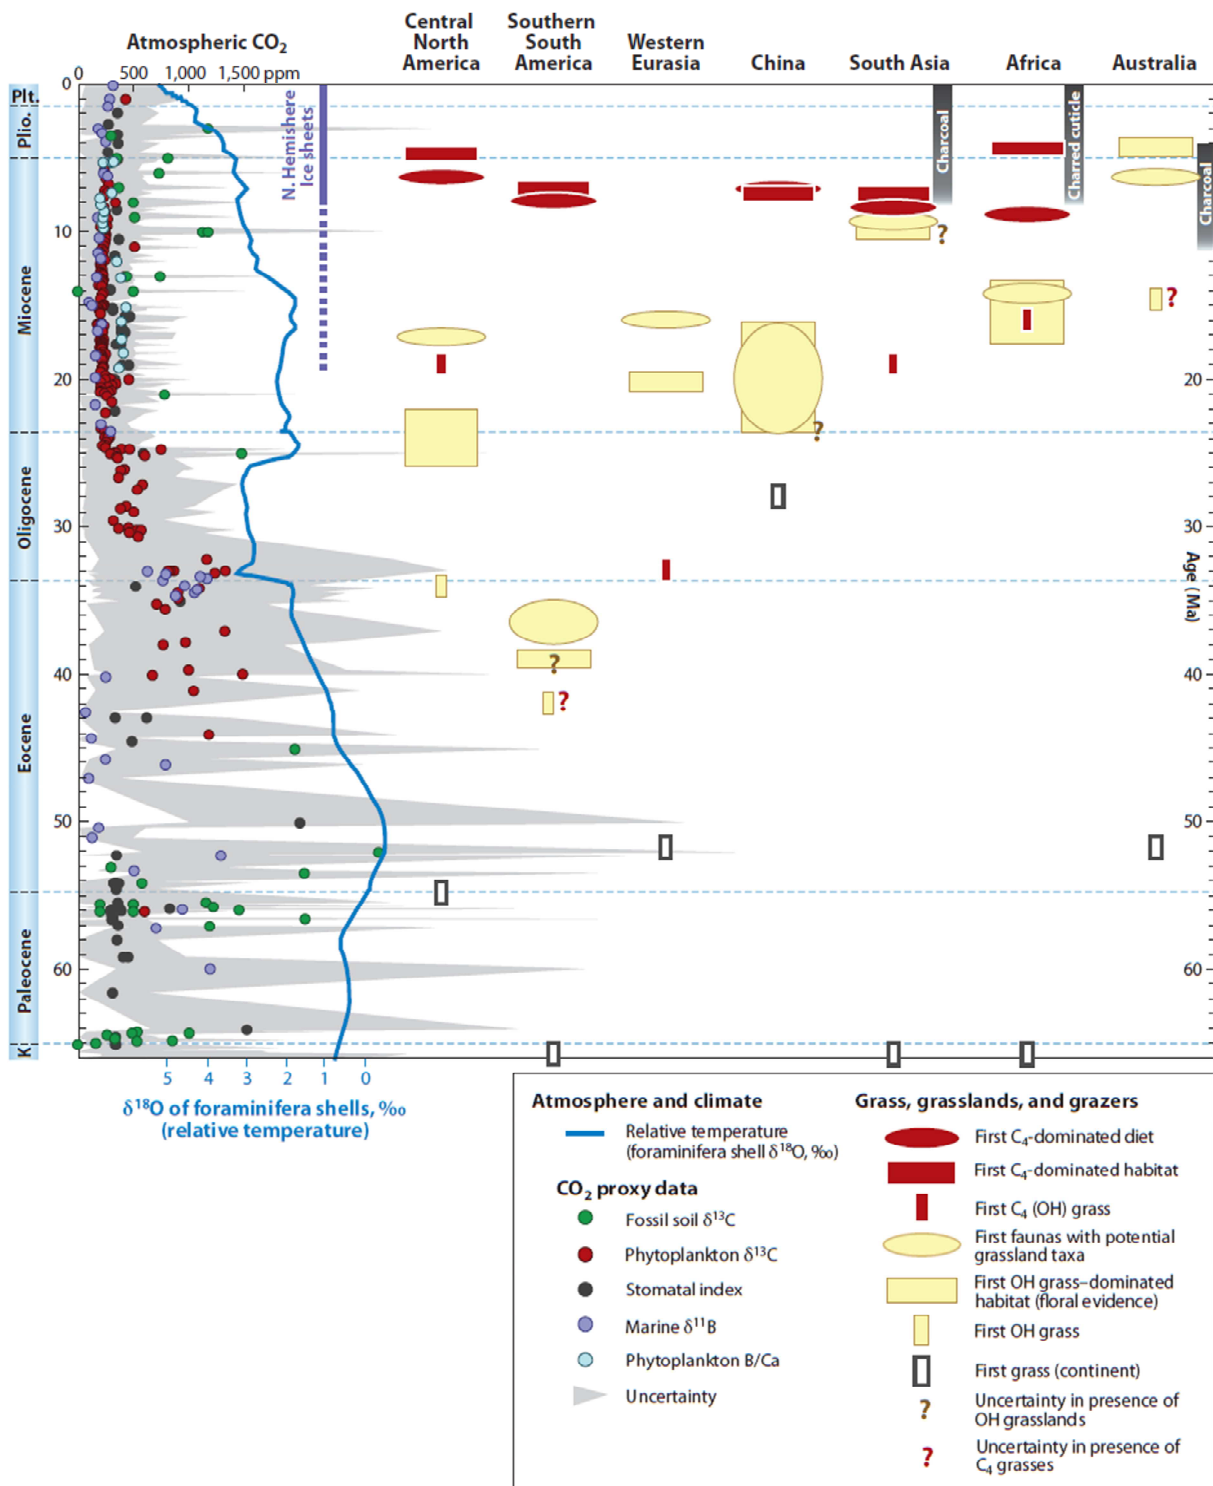 Atmospheric CO₂
0 500 1,000 1,500 ppm
Central
North
America
Southern
South
America
Western
Eurasia
China
South Asia
Africa
Australia
Plt.
Plio.
Miocene
Oligocene
Eocene
Paleocene
K
0
10
20
30
40
50
60
N. Hemishere
Ice sheets
Charcoal
Charred cuticle
Charcoal
?
?
?
?
?
20
30
40
50
60
Age (Ma)
5 4 3 2 1 0
δ¹⁸O of foraminifera shells, ‰
(relative temperature)
Atmosphere and climate
Relative temperature
(foraminifera shell δ¹⁸O, ‰)
CO₂ proxy data
Fossil soil δ¹³C
Phytoplankton δ¹³C
Stomatal index
Marine δ¹¹B
Phytoplankton B/Ca
Uncertainty
Grass, grasslands, and grazers
First C₄-dominated diet
First C₄-dominated habitat
First C₄ (OH) grass
First faunas with potential
grassland taxa
First OH grass–dominated
habitat (floral evidence)
First OH grass
First grass (continent)
? Uncertainty in presence of
OH grasslands
? Uncertainty in presence of
C₄ grasses